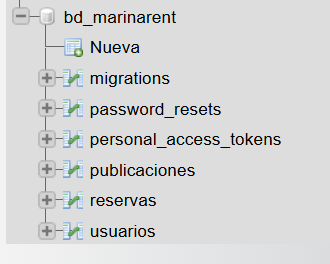 bd_marinarent
Nueva
migrations
password_resets
personal_access_tokens
publicaciones
reservas
usuarios